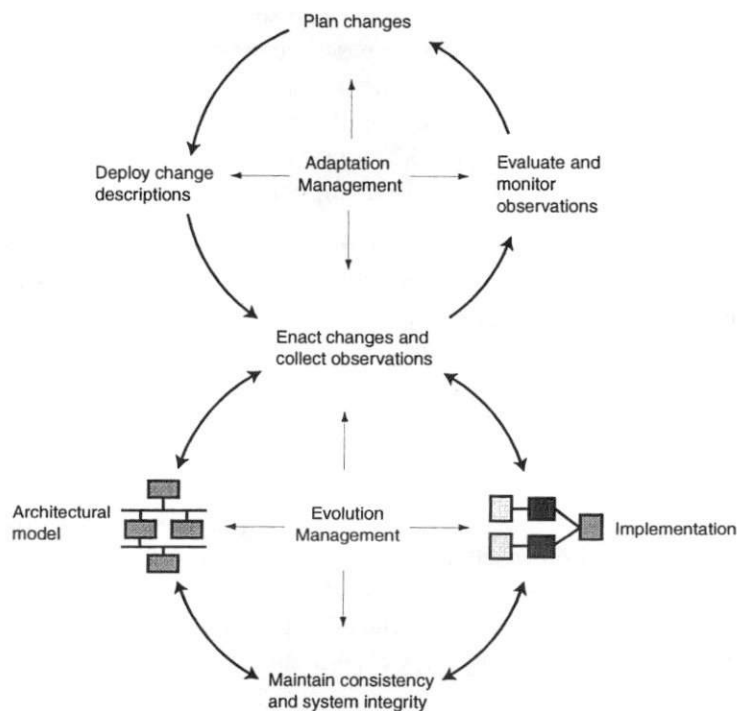 Plan changes
Deploy change
descriptions
Adaptation
Management
Evaluate and
monitor
observations
Enact changes and
collect observations
Architectural
model
Evolution
Management
Implementation
Maintain consistency
and system integrity